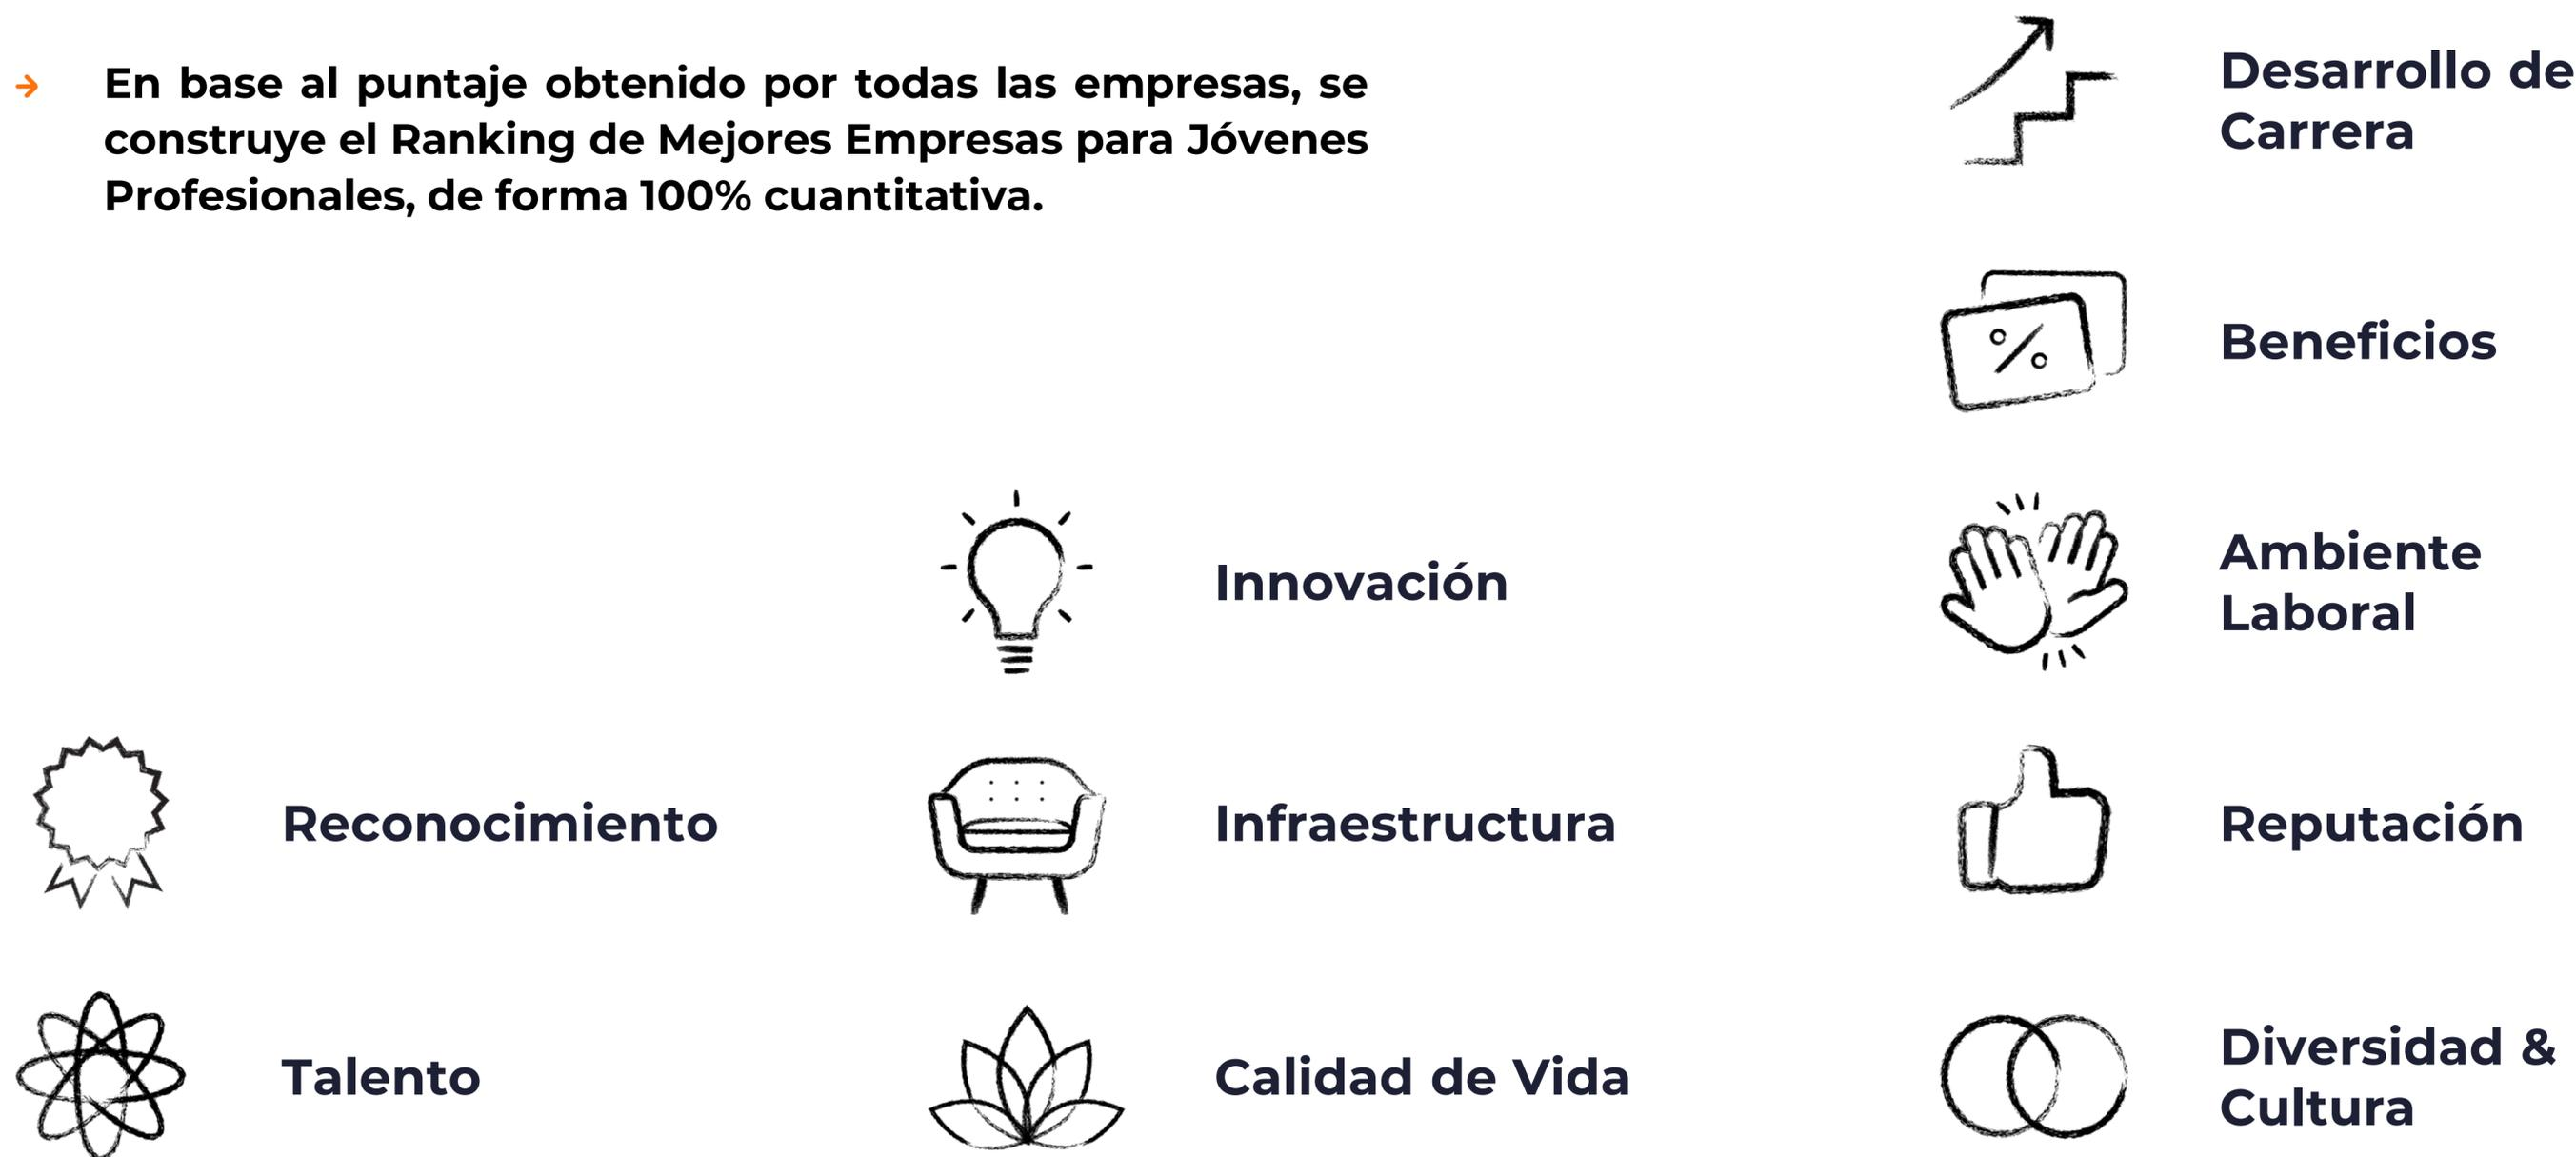 En base al puntaje obtenido por todas las empresas, se
construye el Ranking de Mejores Empresas para Jóvenes
Profesionales, de forma 100% cuantitativa.
Desarrollo de
Carrera
Beneficios
Innovación
Ambiente
Laboral
Reconocimiento
Infraestructura
Reputación
Talento
Calidad de Vida
Diversidad &
Cultura